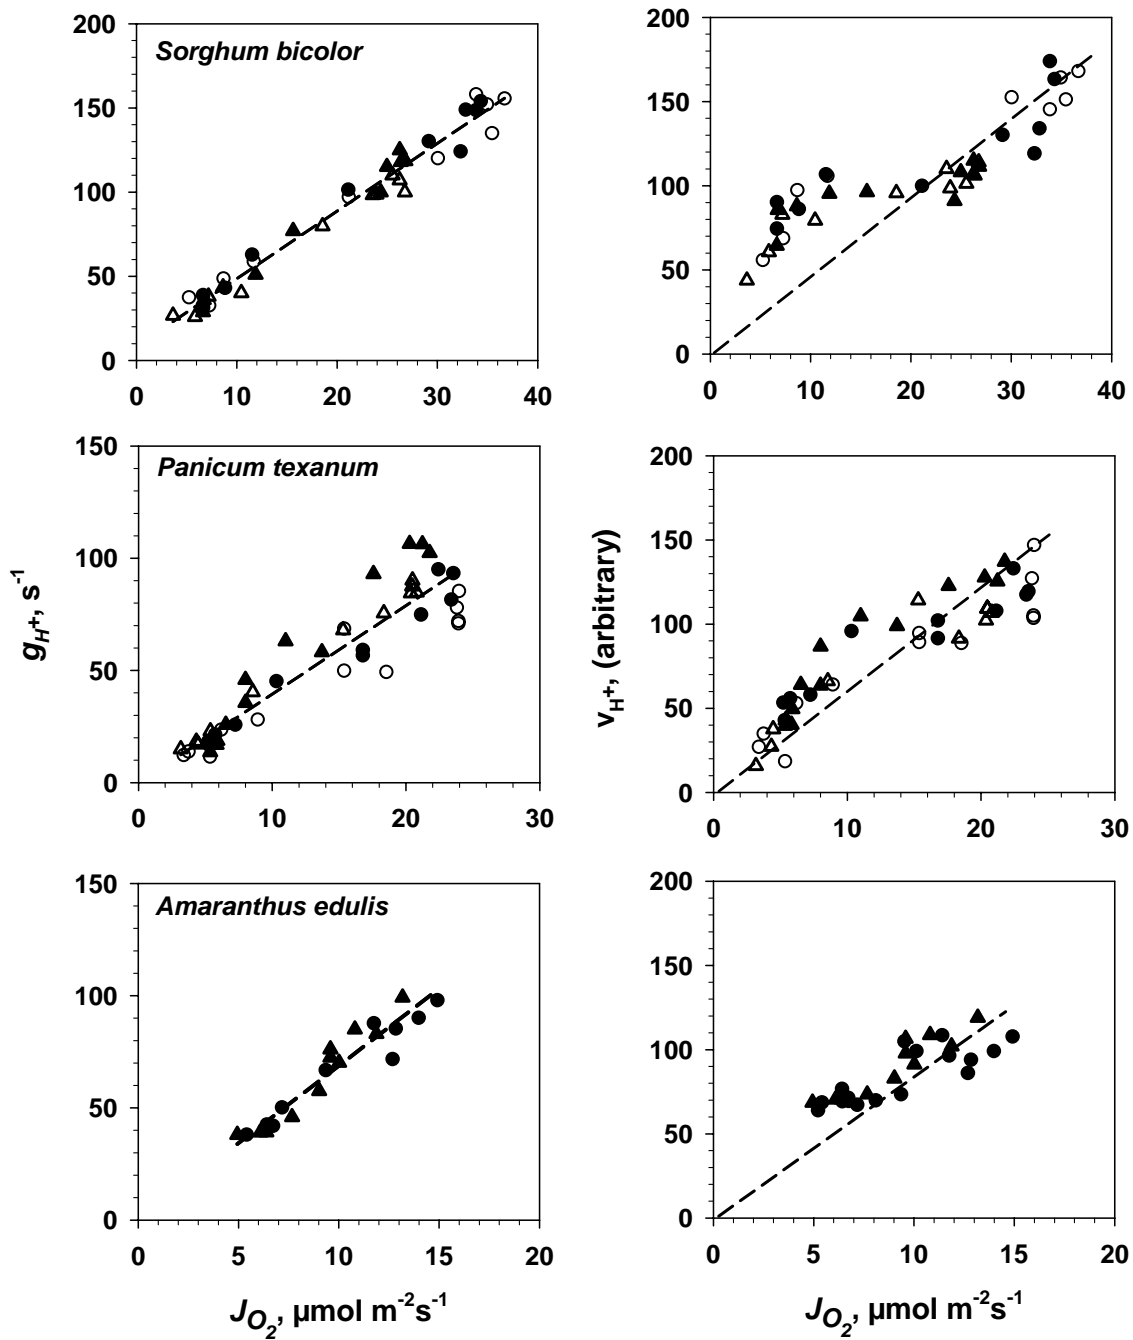 200
150
100
50
0
0 10 20 30 40
Sorghum bicolor
200
150
100
50
0
0 10 20 30 40
150
100
50
0
0 10 20 30
Panicum texanum
g_H+, s⁻¹
200
150
100
50
0
0 10 20 30
v_H+, (arbitrary)
150
100
50
0
0 5 10 15 20
Amaranthus edulis
J_O₂, µmol m⁻²s⁻¹
200
150
100
50
0
0 5 10 15 20
J_O₂, µmol m⁻²s⁻¹